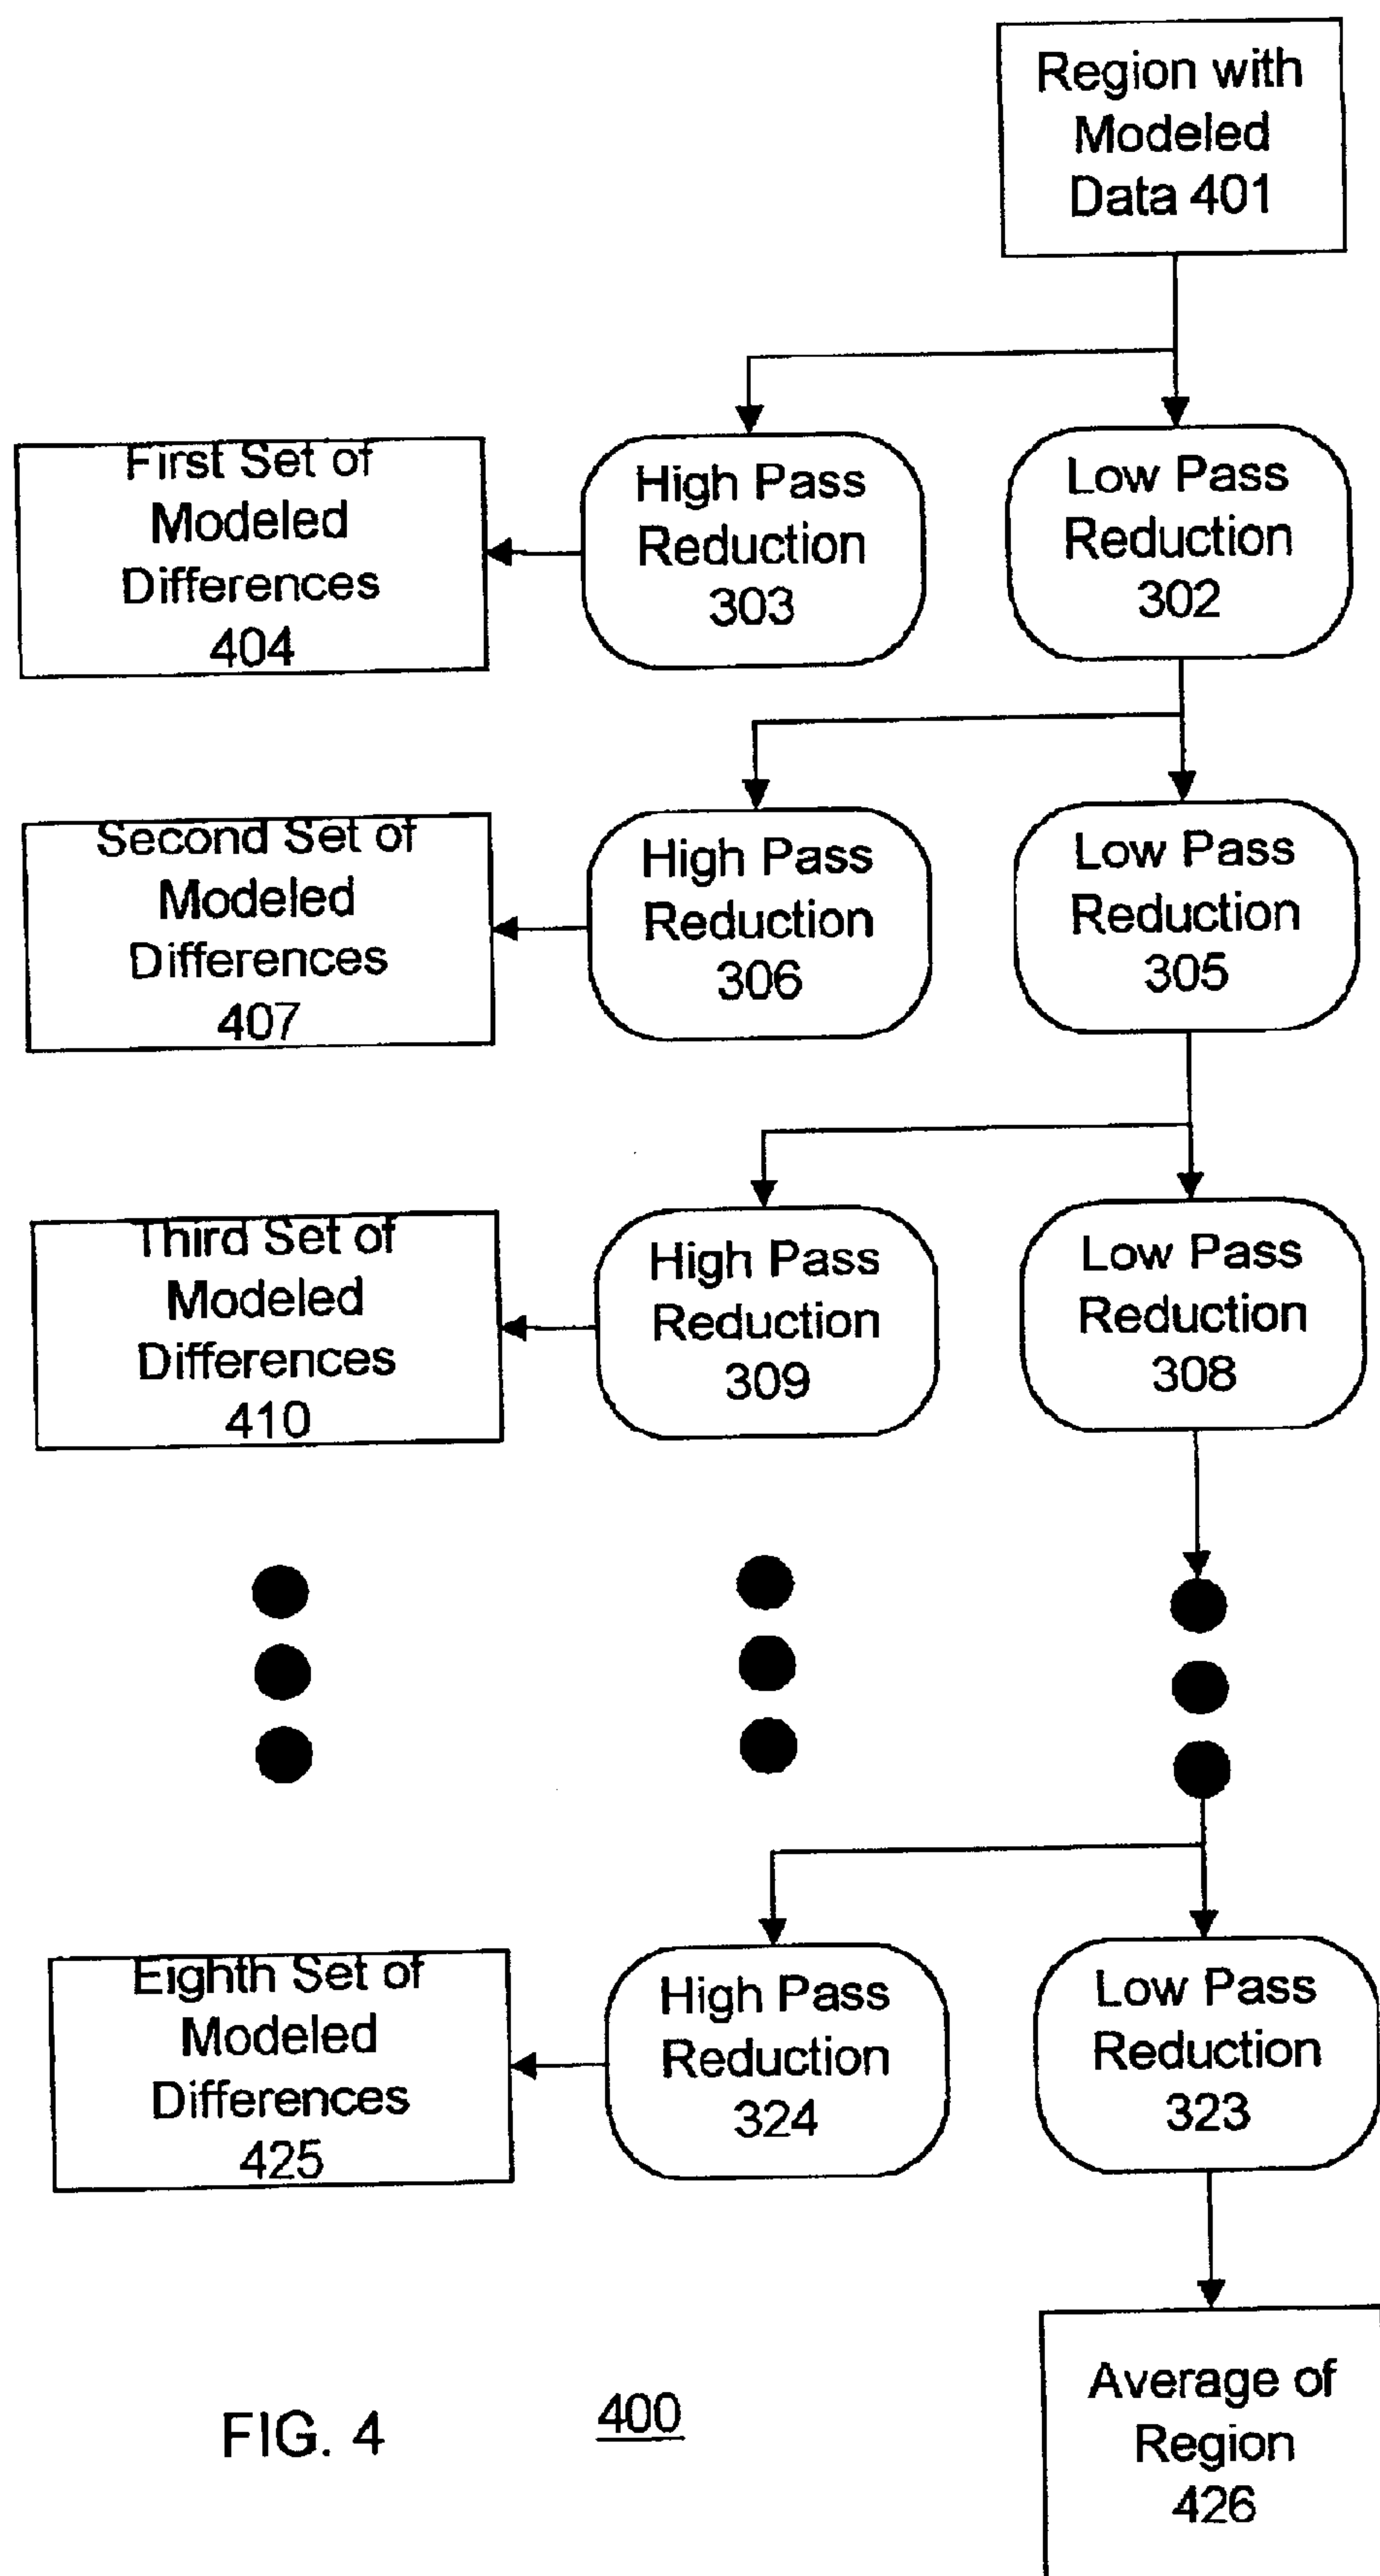 Region with
Modeled
Data 401
First Set of
Modeled
Differences
404
High Pass
Reduction
303
Low Pass
Reduction
302
Second Set of
Modeled
Differences
407
High Pass
Reduction
306
Low Pass
Reduction
305
Third Set of
Modeled
Differences
410
High Pass
Reduction
309
Low Pass
Reduction
308
Eighth Set of
Modeled
Differences
425
High Pass
Reduction
324
Low Pass
Reduction
323
Average of
Region
426
FIG. 4
400